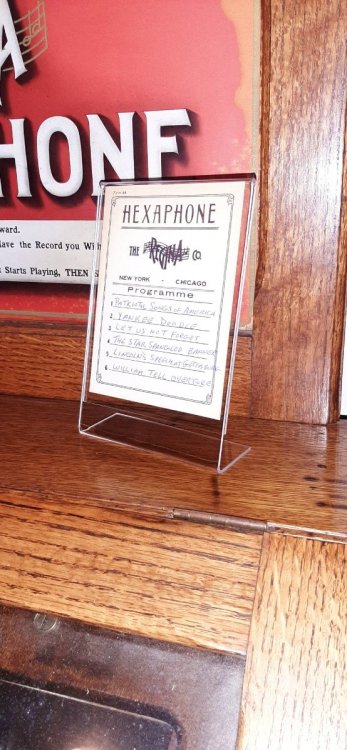 A
HONE
ward.
ave the Record you Wi
Starts Playing, THEN
HEXAPHONE
THE REGINA CO.
NEW YORK - CHICAGO
Programme
1 PATRIOTIC SONGS OF AMERICA
2 YANKEE DOODLE
3 LET US NOT FORGET
4 THE STAR SPANGLED BANNER
5 LINCOLN'S SPEECH AT GETTYSBURG
6 WILLIAM TELL OVERTURE